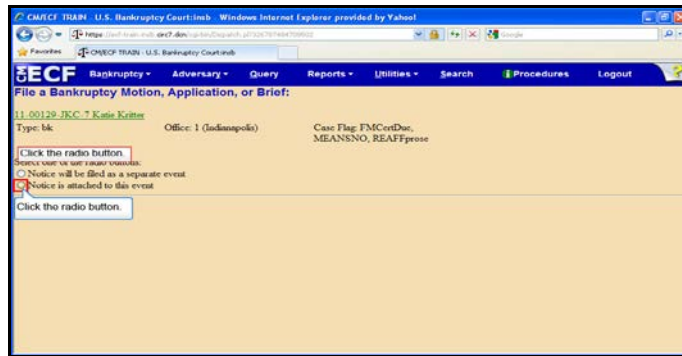 CM/ECF TRAIN - U.S. Bankruptcy Court:insb - Windows Internet Explorer provided by Yahoo!
Google
Favorites CM/ECF TRAIN - U.S. Bankruptcy Court:insb
CM/ECF Bankruptcy Adversary Query Reports Utilities Search Procedures Logout
File a Bankruptcy Motion, Application, or Brief:
11-00129-JKC-7 Katie Kritter
Type: bk Office: 1 (Indianapolis) Case Flag: FMCertDue,
MEANSNO, REAFFprose
Click the radio button.
Select one of the radio buttons.
Notice will be filed as a separate event
Notice is attached to this event
Click the radio button.